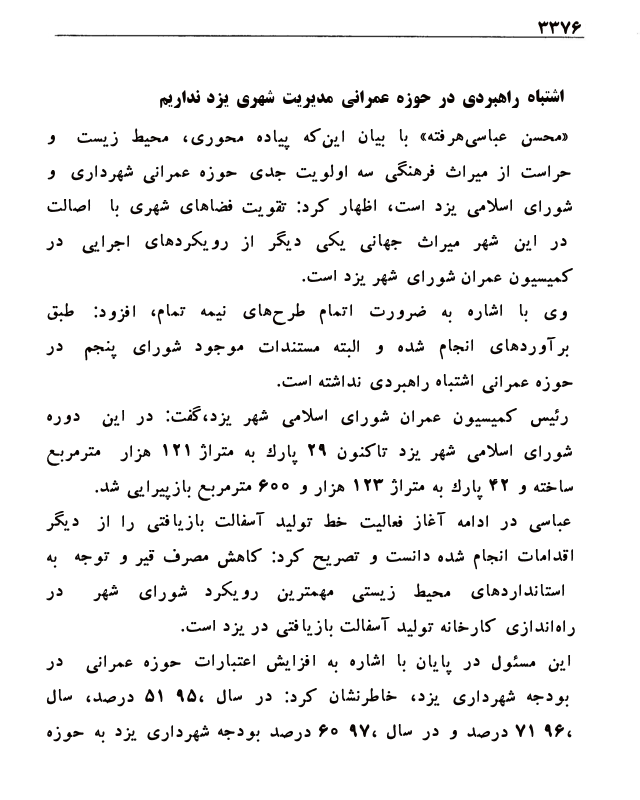 ۳۳۷۶
اشتباه راهبردی در حوزه عمرانی مدیریت شهری یزد نداریم
«محسن عباسی‌هرفته» با بیان این‌که پیاده محوری، محیط زیست و
حراست از میراث فرهنگی سه اولویت جدی حوزه عمرانی شهرداری و
شورای اسلامی یزد است، اظهار کرد: تقویت فضاهای شهری با اصالت
در این شهر میراث جهانی یکی دیگر از رویکردهای اجرایی در
کمیسیون عمران شورای شهر یزد است.
وی با اشاره به ضرورت اتمام طرح‌های نیمه تمام، افزود: طبق
برآوردهای انجام شده و البته مستندات موجود شورای پنجم در
حوزه عمرانی اشتباه راهبردی نداشته است.
رئیس کمیسیون عمران شورای اسلامی شهر یزد،گفت: در این دوره
شورای اسلامی شهر یزد تاکنون ۲۹ پارك به متراژ ۱۲۱ هزار مترمربع
ساخته و ۴۲ پارك به متراژ ۱۲۳ هزار و ۶۰۰ مترمربع بازپیرایی شد.
عباسی در ادامه آغاز فعالیت خط تولید آسفالت بازیافتی را از دیگر
اقدامات انجام شده دانست و تصریح کرد: کاهش مصرف قیر و توجه به
استانداردهای محیط زیستی مهمترین رویکرد شورای شهر در
راه‌اندازی کارخانه تولید آسفالت بازیافتی در یزد است.
این مسئول در پایان با اشاره به افزایش اعتبارات حوزه عمرانی در
بودجه شهرداری یزد، خاطرنشان کرد: در سال ،۹۵ ۵۱ درصد، سال
،۹۶ ۷۱ درصد و در سال ،۹۷ ۶۰ درصد بودجه شهرداری یزد به حوزه